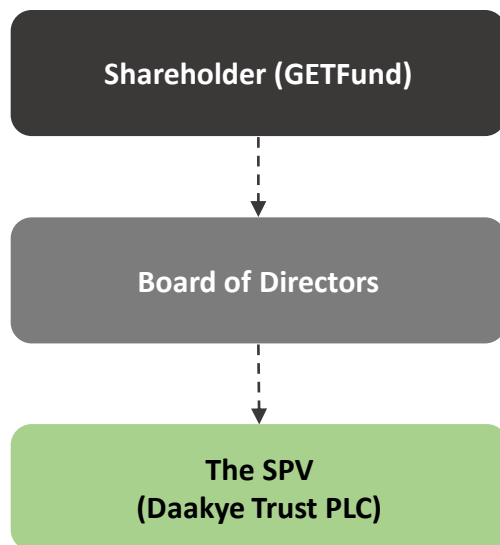 Shareholder (GETFund)
Board of Directors
The SPV
(Daakye Trust PLC)